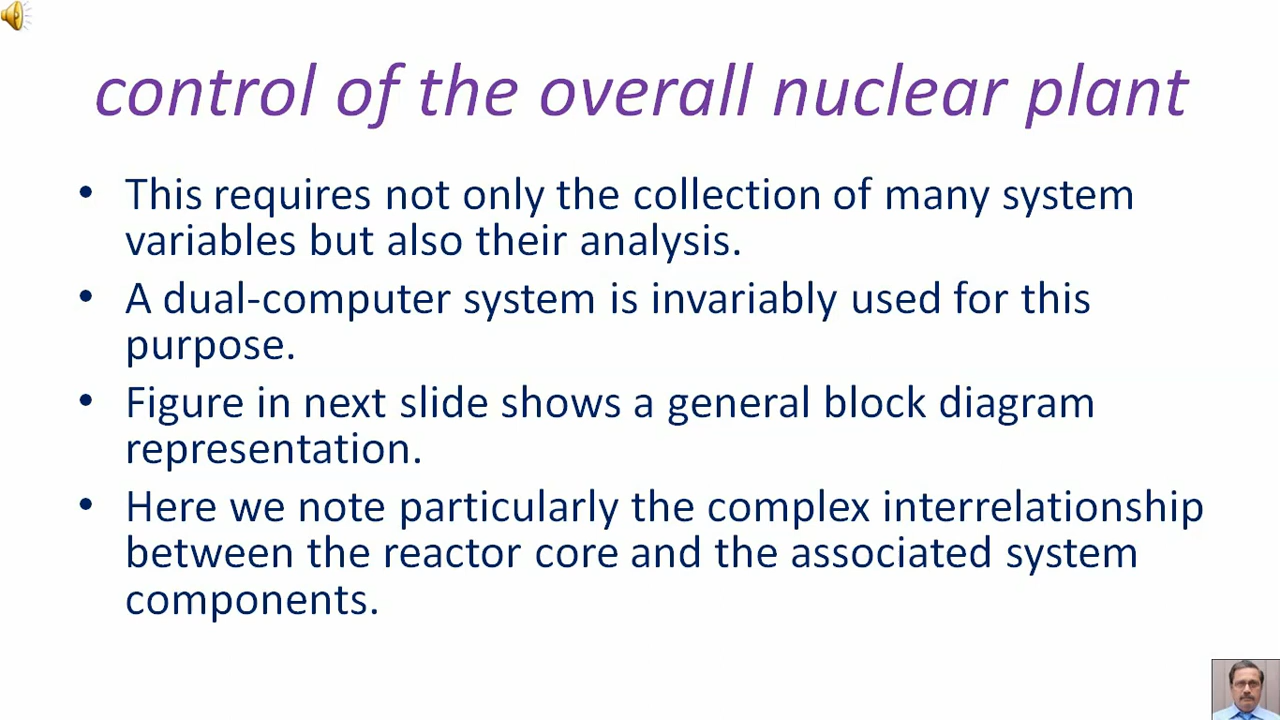 control of the overall nuclear plant
• This requires not only the collection of many system
variables but also their analysis.
• A dual-computer system is invariably used for this
purpose.
• Figure in next slide shows a general block diagram
representation.
• Here we note particularly the complex interrelationship
between the reactor core and the associated system
components.